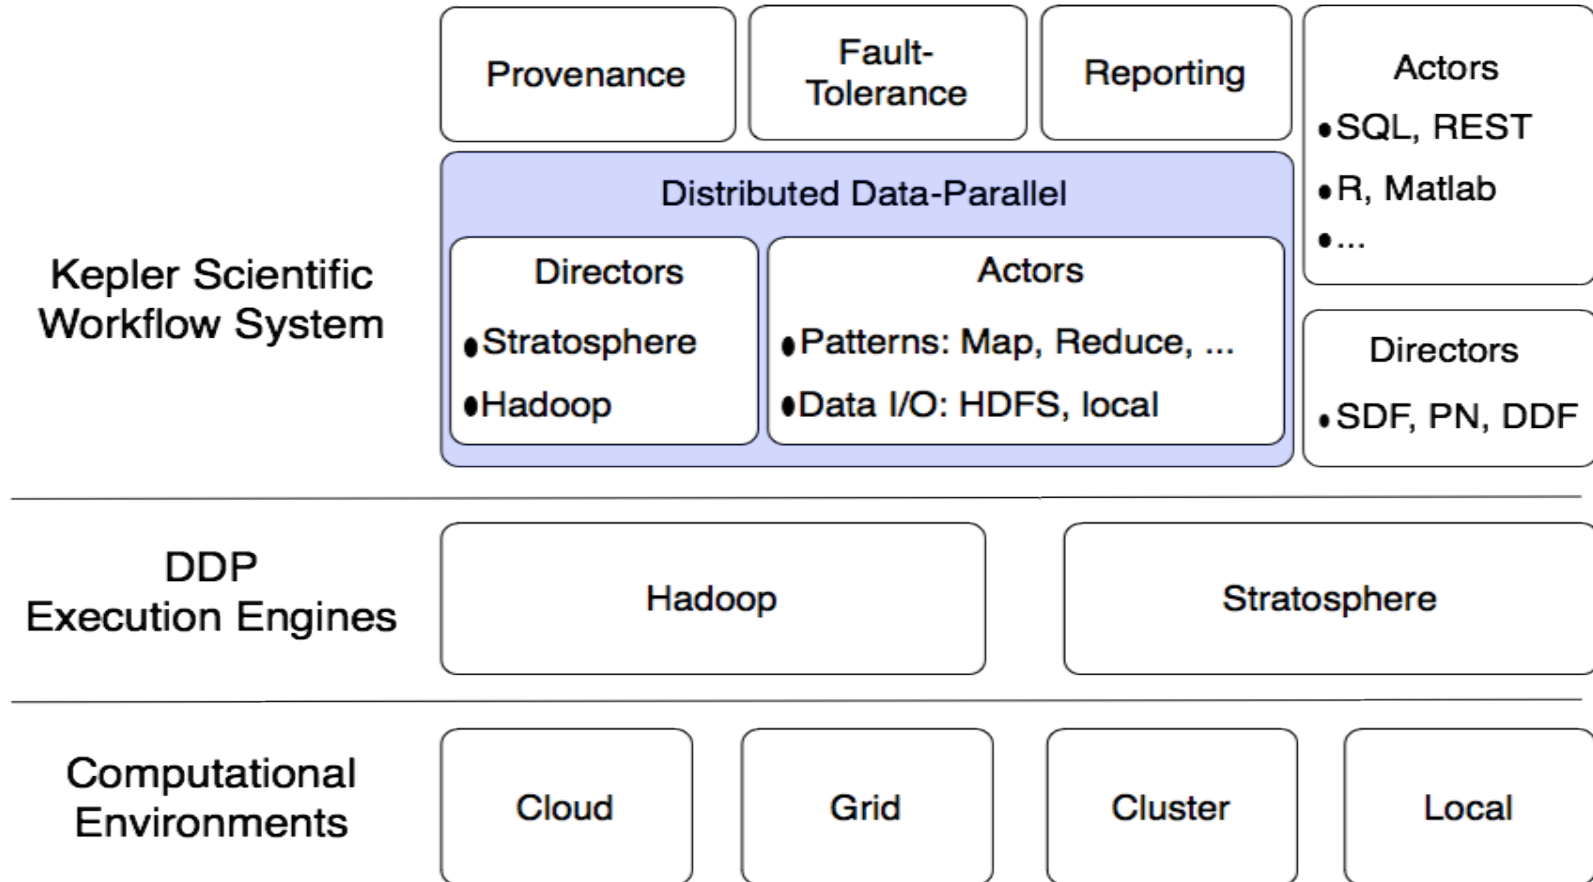 Kepler Scientific
Workflow System
Provenance
Fault-
Tolerance
Reporting
Actors
•SQL, REST
•R, Matlab
•...
Distributed Data-Parallel
Directors
•Stratosphere
•Hadoop
Actors
•Patterns: Map, Reduce, ...
•Data I/O: HDFS, local
Directors
•SDF, PN, DDF
DDP
Execution Engines
Hadoop
Stratosphere
Computational
Environments
Cloud
Grid
Cluster
Local